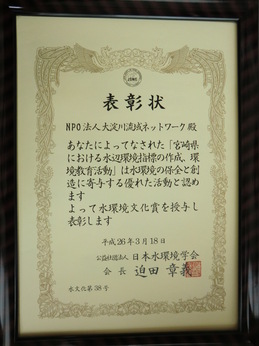 表彰状
NPO法人大淀川流域ネットワーク殿
あなたによってなされた「宮崎県
における水辺環境指標の作成、環
境教育活動」は水環境の保全と創
造に寄与する優れた活動と認め
ます
よって水環境文化賞を授与し
表彰します
平成26年3月18日
公益社団法人 日本水環境学会
会長 迫田章義
水文化第38号